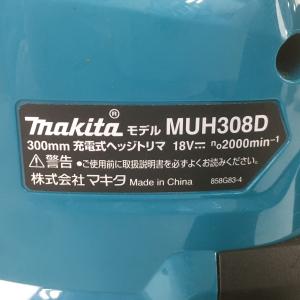 makita® モデル MUH308D
300mm 充電式ヘッジトリマ 18V⎓ n₀2000min⁻¹
⚠警告 ●ご使用前に取扱説明書を必ずよくお読みください。
株式会社マキタ Made in China 858G83-4